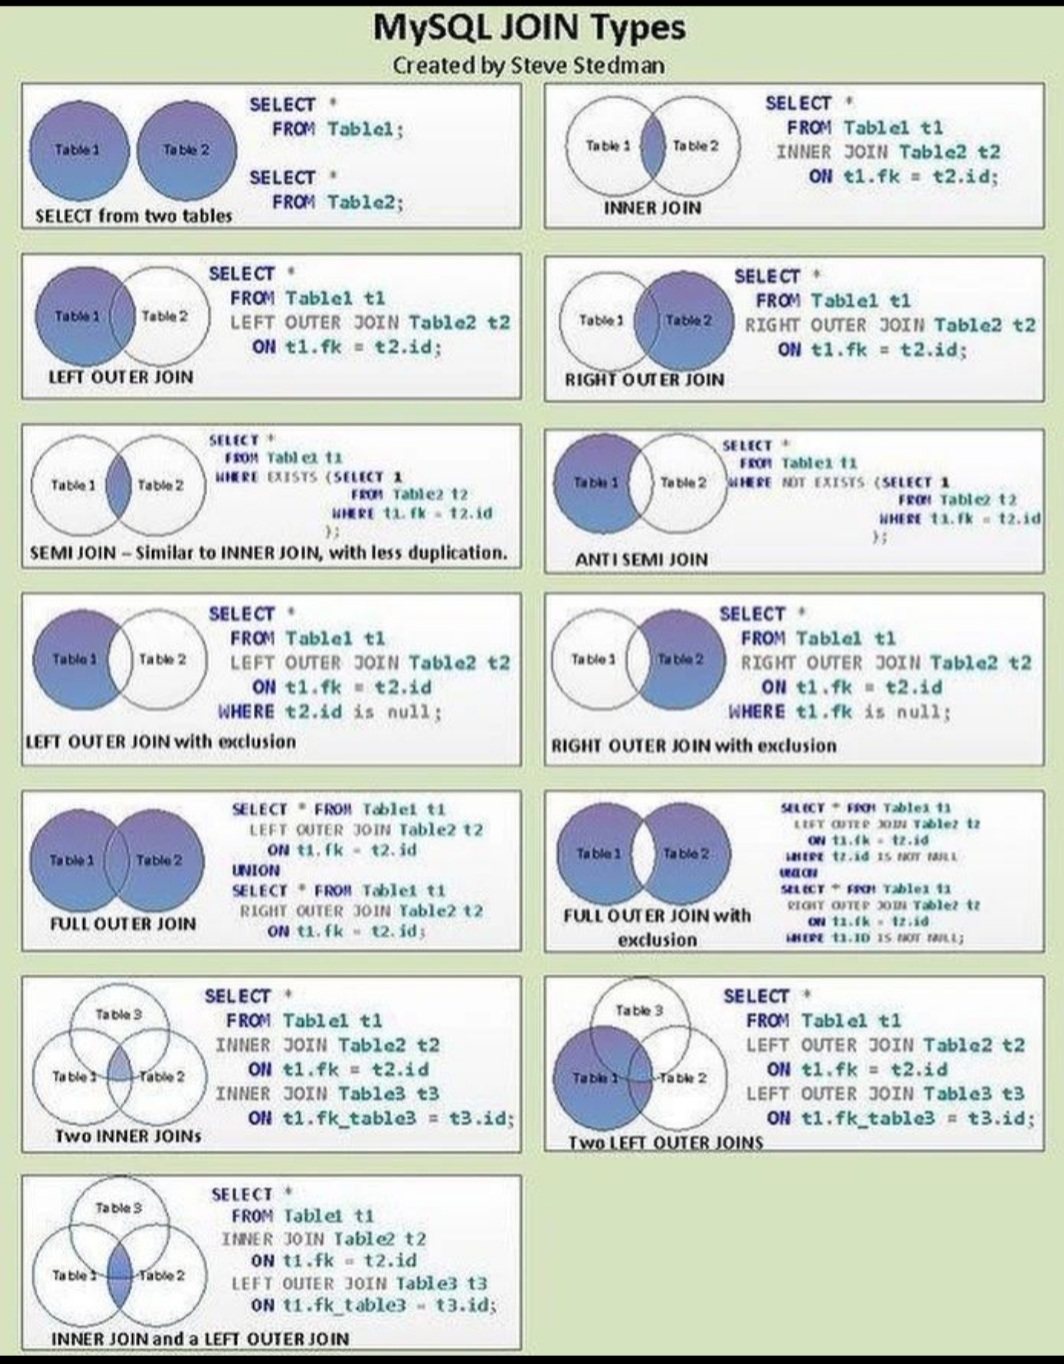 MySQL JOIN Types
Created by Steve Stedman
Table 1
Table 2
SELECT *
FROM Table1;
SELECT *
FROM Table2;
SELECT from two tables
Table 1
Table 2
SELECT *
FROM Table1 t1
INNER JOIN Table2 t2
ON t1.fk = t2.id;
INNER JOIN
Table 1
Table 2
SELECT *
FROM Table1 t1
LEFT OUTER JOIN Table2 t2
ON t1.fk = t2.id;
LEFT OUTER JOIN
Table 1
Table 2
SELECT *
FROM Table1 t1
RIGHT OUTER JOIN Table2 t2
ON t1.fk = t2.id;
RIGHT OUTER JOIN
Table 1
Table 2
SELECT *
FROM Table1 t1
WHERE EXISTS (SELECT 1
FROM Table2 t2
WHERE t1.fk = t2.id
);
SEMI JOIN – Similar to INNER JOIN, with less duplication.
Table 1
Table 2
SELECT *
FROM Table1 t1
WHERE NOT EXISTS (SELECT 1
FROM Table2 t2
WHERE t1.fk = t2.id
);
ANTI SEMI JOIN
Table 1
Table 2
SELECT *
FROM Table1 t1
LEFT OUTER JOIN Table2 t2
ON t1.fk = t2.id
WHERE t2.id is null;
LEFT OUTER JOIN with exclusion
Table 1
Table 2
SELECT *
FROM Table1 t1
RIGHT OUTER JOIN Table2 t2
ON t1.fk = t2.id
WHERE t1.fk is null;
RIGHT OUTER JOIN with exclusion
Table 1
Table 2
SELECT * FROM Table1 t1
LEFT OUTER JOIN Table2 t2
ON t1.fk = t2.id
UNION
SELECT * FROM Table1 t1
RIGHT OUTER JOIN Table2 t2
ON t1.fk = t2.id;
FULL OUTER JOIN
Table 1
Table 2
SELECT * FROM Table1 t1
LEFT OUTER JOIN Table2 t2
ON t1.fk = t2.id
WHERE t2.id IS NOT NULL
UNION
SELECT * FROM Table1 t1
RIGHT OUTER JOIN Table2 t2
ON t1.fk = t2.id
WHERE t1.ID IS NOT NULL;
FULL OUTER JOIN with
exclusion
Table 3
Table 1
Table 2
SELECT *
FROM Table1 t1
INNER JOIN Table2 t2
ON t1.fk = t2.id
INNER JOIN Table3 t3
ON t1.fk_table3 = t3.id;
Two INNER JOINs
Table 3
Table 1
Table 2
SELECT *
FROM Table1 t1
LEFT OUTER JOIN Table2 t2
ON t1.fk = t2.id
LEFT OUTER JOIN Table3 t3
ON t1.fk_table3 = t3.id;
Two LEFT OUTER JOINS
Table 3
Table 1
Table 2
SELECT *
FROM Table1 t1
INNER JOIN Table2 t2
ON t1.fk = t2.id
LEFT OUTER JOIN Table3 t3
ON t1.fk_table3 = t3.id;
INNER JOIN and a LEFT OUTER JOIN